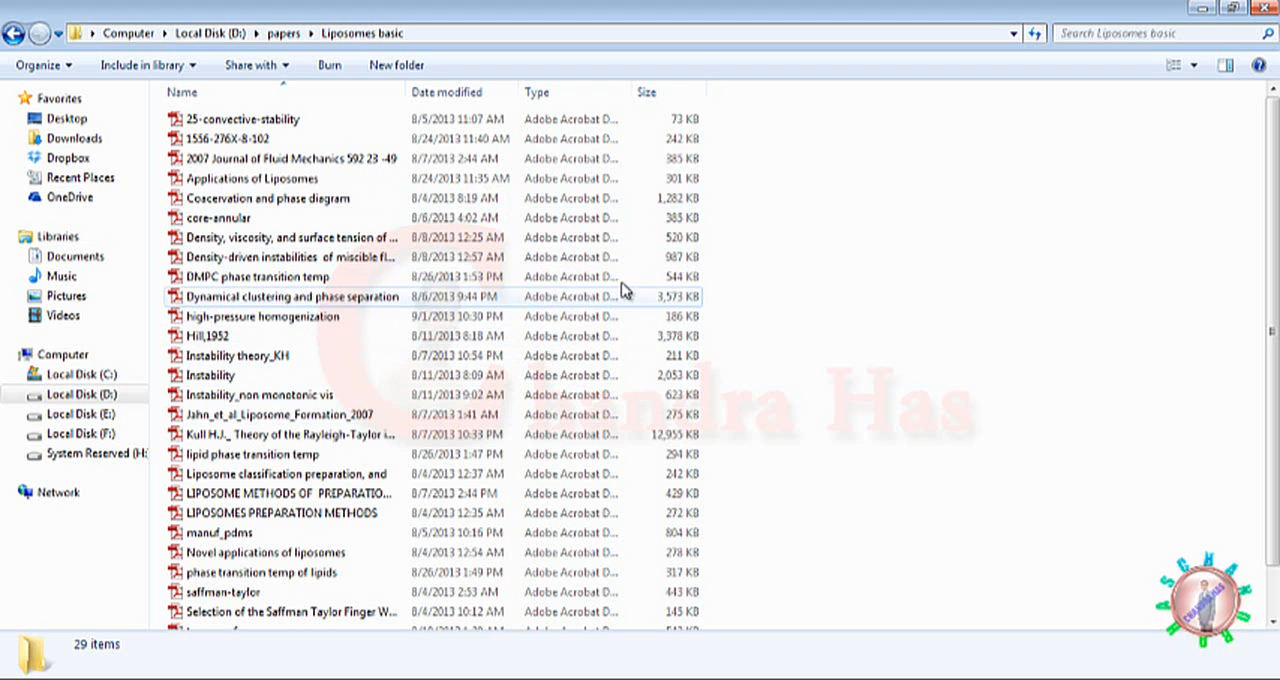 Computer Local Disk (D:) papers Liposomes basic Search Liposomes basic
Organize Include in library Share with Burn New folder
Name Date modified Type Size
Favorites
Desktop
Downloads
Dropbox
Recent Places
OneDrive
Libraries
Documents
Music
Pictures
Videos
Computer
Local Disk (C:)
Local Disk (D:)
Local Disk (E:)
Local Disk (F:)
System Reserved (H:
Network
25-convective-stability 8/5/2013 11:07 AM Adobe Acrobat D... 73 KB
1556-276X-8-102 8/24/2013 11:40 AM Adobe Acrobat D... 242 KB
2007 Journal of Fluid Mechanics 592 23 -49 8/7/2013 2:44 AM Adobe Acrobat D... 385 KB
Applications of Liposomes 8/24/2013 11:35 AM Adobe Acrobat D... 301 KB
Coacervation and phase diagram 8/4/2013 8:19 AM Adobe Acrobat D... 1,282 KB
core-annular 8/6/2013 4:02 AM Adobe Acrobat D... 385 KB
Density, viscosity, and surface tension of ... 8/8/2013 12:25 AM Adobe Acrobat D... 520 KB
Density-driven instabilities of miscible fl... 8/8/2013 12:57 AM Adobe Acrobat D... 987 KB
DMPC phase transition temp 8/26/2013 1:53 PM Adobe Acrobat D... 544 KB
Dynamical clustering and phase separation 8/6/2013 9:44 PM Adobe Acrobat D... 3,573 KB
high-pressure homogenization 9/1/2013 10:30 PM Adobe Acrobat D... 186 KB
Hill,1952 8/11/2013 8:18 AM Adobe Acrobat D... 3,378 KB
Instability theory_KH 8/7/2013 10:54 PM Adobe Acrobat D... 211 KB
Instability 8/11/2013 8:09 AM Adobe Acrobat D... 2,053 KB
Instability_non monotonic vis 8/11/2013 9:02 AM Adobe Acrobat D... 623 KB
Jahn_et_al_Liposome_Formation_2007 8/7/2013 1:41 AM Adobe Acrobat D... 275 KB
Kull H.J._ Theory of the Rayleigh-Taylor i... 8/7/2013 10:33 PM Adobe Acrobat D... 12,955 KB
lipid phase transition temp 8/26/2013 1:47 PM Adobe Acrobat D... 294 KB
Liposome classification preparation, and 8/4/2013 12:37 AM Adobe Acrobat D... 242 KB
LIPOSOME METHODS OF PREPARATIO... 8/7/2013 2:44 PM Adobe Acrobat D... 429 KB
LIPOSOMES PREPARATION METHODS 8/4/2013 12:35 AM Adobe Acrobat D... 272 KB
manuf_pdms 8/5/2013 10:16 PM Adobe Acrobat D... 804 KB
Novel applications of liposomes 8/4/2013 12:54 AM Adobe Acrobat D... 278 KB
phase transition temp of lipids 8/26/2013 1:49 PM Adobe Acrobat D... 317 KB
saffman-taylor 8/4/2013 2:53 AM Adobe Acrobat D... 443 KB
Selection of the Saffman Taylor Finger W... 8/4/2013 10:12 AM Adobe Acrobat D... 145 KB
Chandra Has
29 items